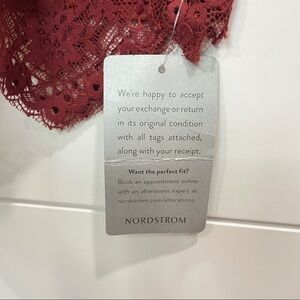 We're happy to accept
your exchange or return
in its original condition
with all tags attached,
along with your receipt.
Want the perfect fit?
Book an appointment online
with an alterations expert at
nordstrom.com/alterations.
NORDSTROM